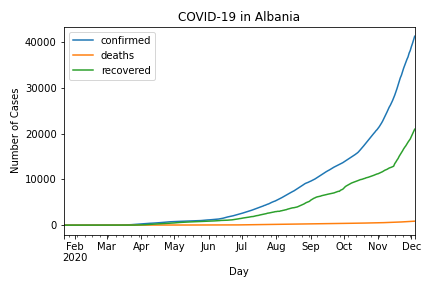 COVID-19 in Albania
confirmed
deaths
recovered
40000
30000
20000
10000
0
Number of Cases
Feb Mar Apr May Jun Jul Aug Sep Oct Nov Dec
2020
Day